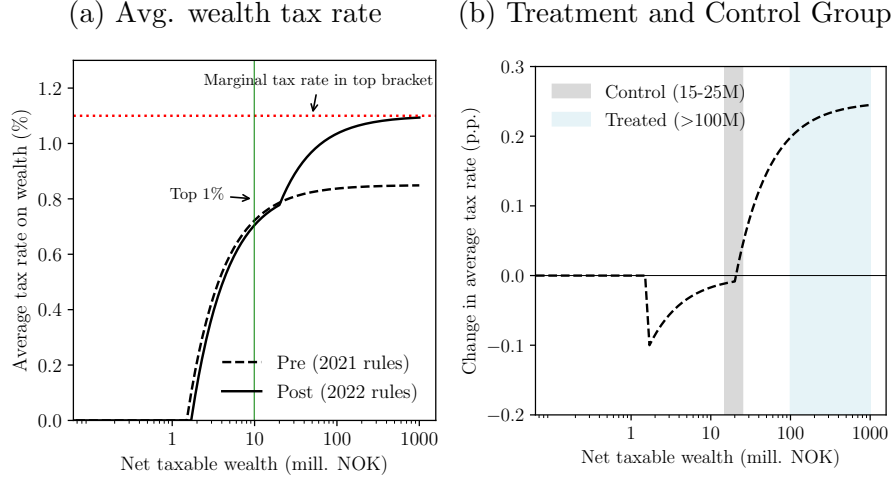 (a) Avg. wealth tax rate
Marginal tax rate in top bracket
Top 1%
Pre (2021 rules)
Post (2022 rules)
1.2
1.0
0.8
0.6
0.4
0.2
0.0
1
10
100
1000
Average tax rate on wealth (%)
Net taxable wealth (mill. NOK)
(b) Treatment and Control Group
Control (15-25M)
Treated (>100M)
0.3
0.2
0.1
0.0
−0.1
−0.2
1
10
100
1000
Change in average tax rate (p.p.)
Net taxable wealth (mill. NOK)